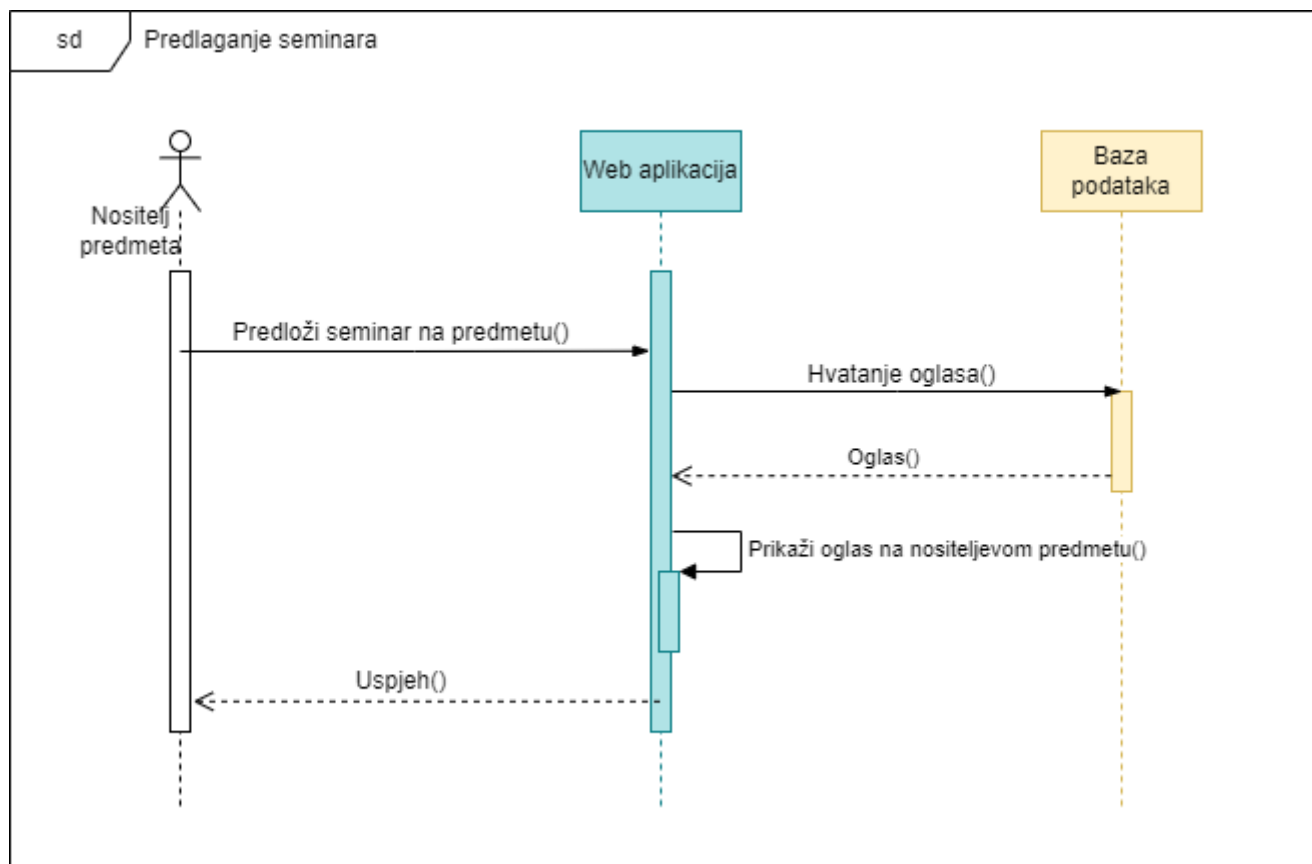 sd
Predlaganje seminara
Nositelj
predmeta
Web aplikacija
Baza
podataka
Predloži seminar na predmetu()
Hvatanje oglasa()
Oglas()
Prikaži oglas na nositeljevom predmetu()
Uspjeh()